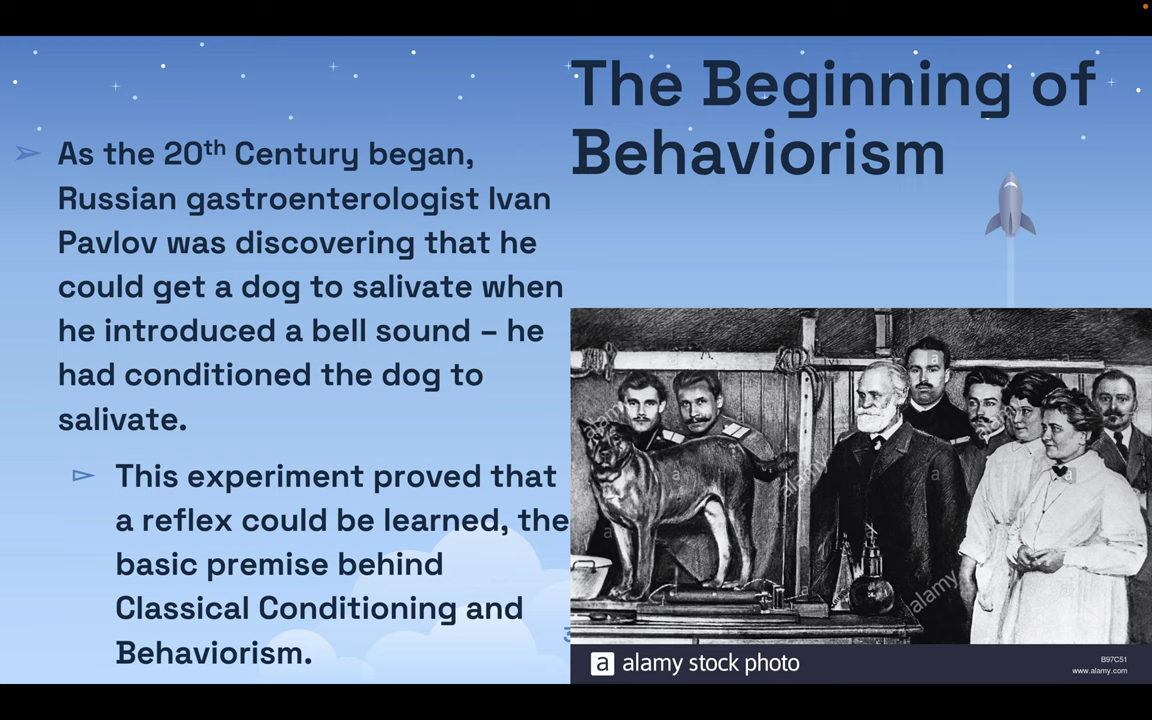 The Beginning of
Behaviorism
As the 20th Century began,
Russian gastroenterologist Ivan
Pavlov was discovering that he
could get a dog to salivate when
he introduced a bell sound – he
had conditioned the dog to
salivate.
This experiment proved that
a reflex could be learned, the
basic premise behind
Classical Conditioning and
Behaviorism.
alamy
alamy
alamy
a alamy stock photo
B97C51
www.alamy.com